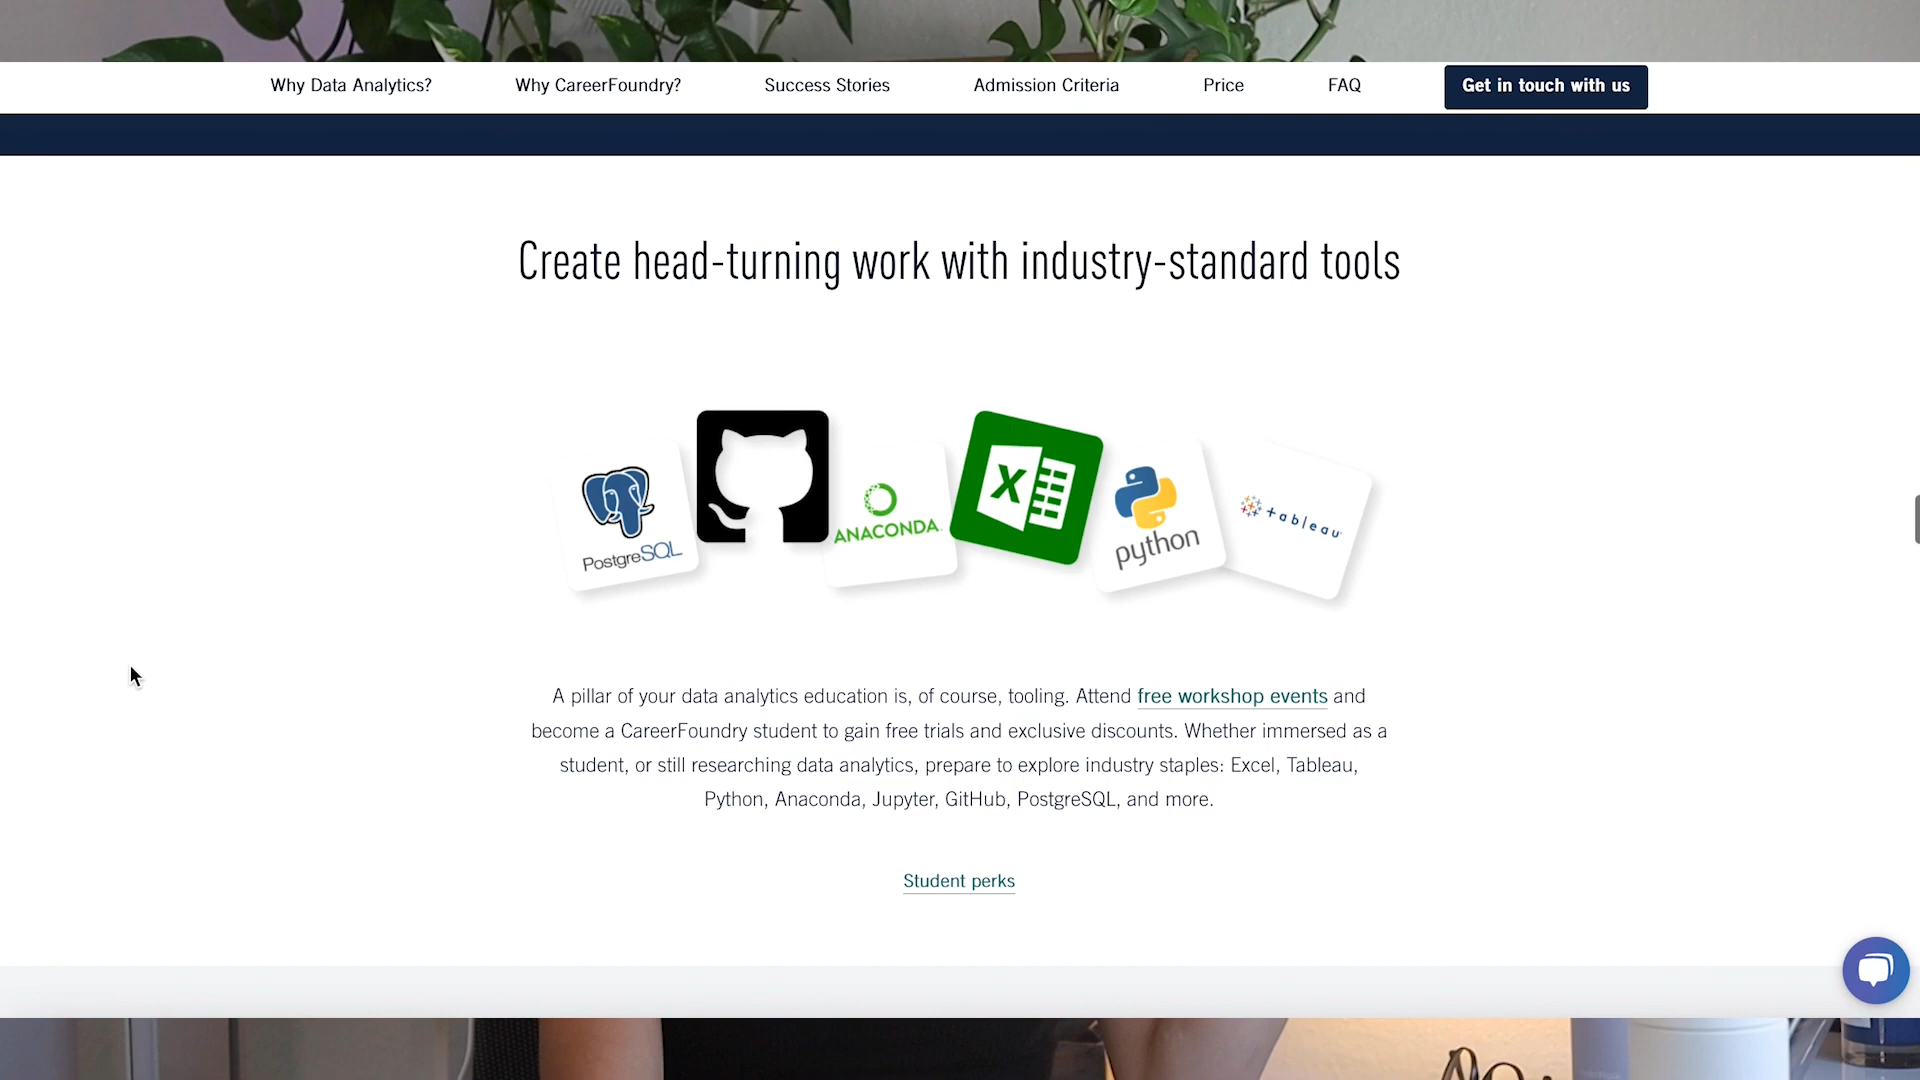 Why Data Analytics? Why CareerFoundry? Success Stories Admission Criteria Price FAQ Get in touch with us
Create head-turning work with industry-standard tools
PostgreSQL
ANACONDA.
X
python
tableau
A pillar of your data analytics education is, of course, tooling. Attend free workshop events and
become a CareerFoundry student to gain free trials and exclusive discounts. Whether immersed as a
student, or still researching data analytics, prepare to explore industry staples: Excel, Tableau,
Python, Anaconda, Jupyter, GitHub, PostgreSQL, and more.
Student perks